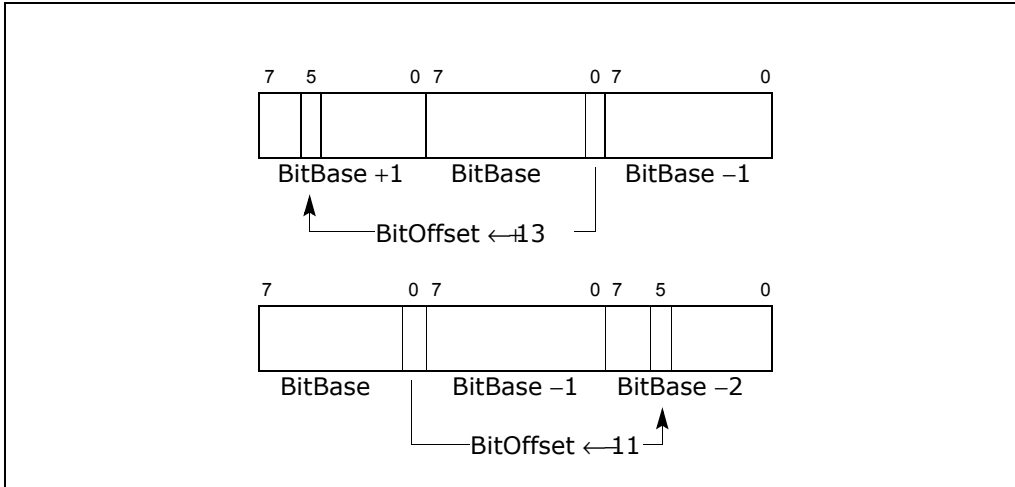 7 5 0 7 0 7 0
BitBase +1 BitBase BitBase −1
BitOffset ←+13
7 0 7 0 7 5 0
BitBase BitBase −1 BitBase −2
BitOffset ←−11